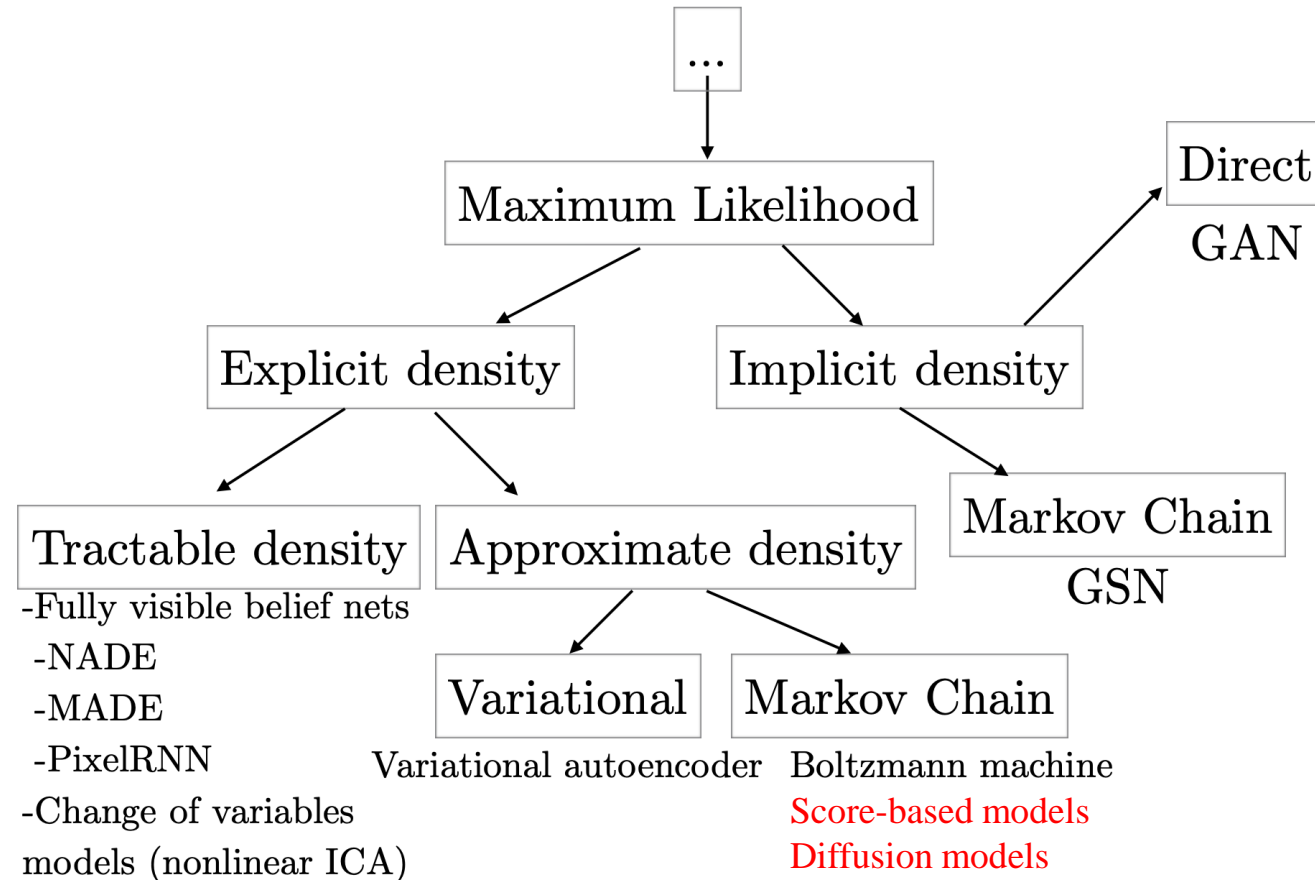 ...
Maximum Likelihood
Direct
GAN
Explicit density
Implicit density
Tractable density
-Fully visible belief nets
-NADE
-MADE
-PixelRNN
-Change of variables
models (nonlinear ICA)
Approximate density
Markov Chain
GSN
Variational
Variational autoencoder
Markov Chain
Boltzmann machine
Score-based models
Diffusion models